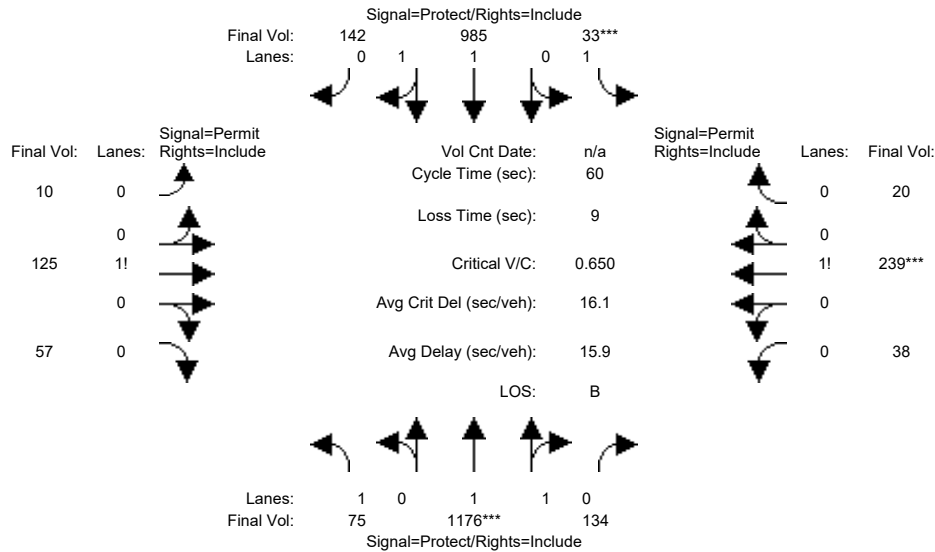 Signal=Protect/Rights=Include
Final Vol: 142 985 33***
Lanes: 0 1 1 0 1
Signal=Permit
Final Vol: Lanes: Rights=Include
Vol Cnt Date: n/a
Signal=Permit
Rights=Include Lanes: Final Vol:
Cycle Time (sec): 60
10 0
0 20
Loss Time (sec): 9
0
0
125 1!
Critical V/C: 0.650
1! 239***
0
Avg Crit Del (sec/veh): 16.1
0
57 0
Avg Delay (sec/veh): 15.9
0 38
LOS: B
Lanes: 1 0 1 1 0
Final Vol: 75 1176*** 134
Signal=Protect/Rights=Include